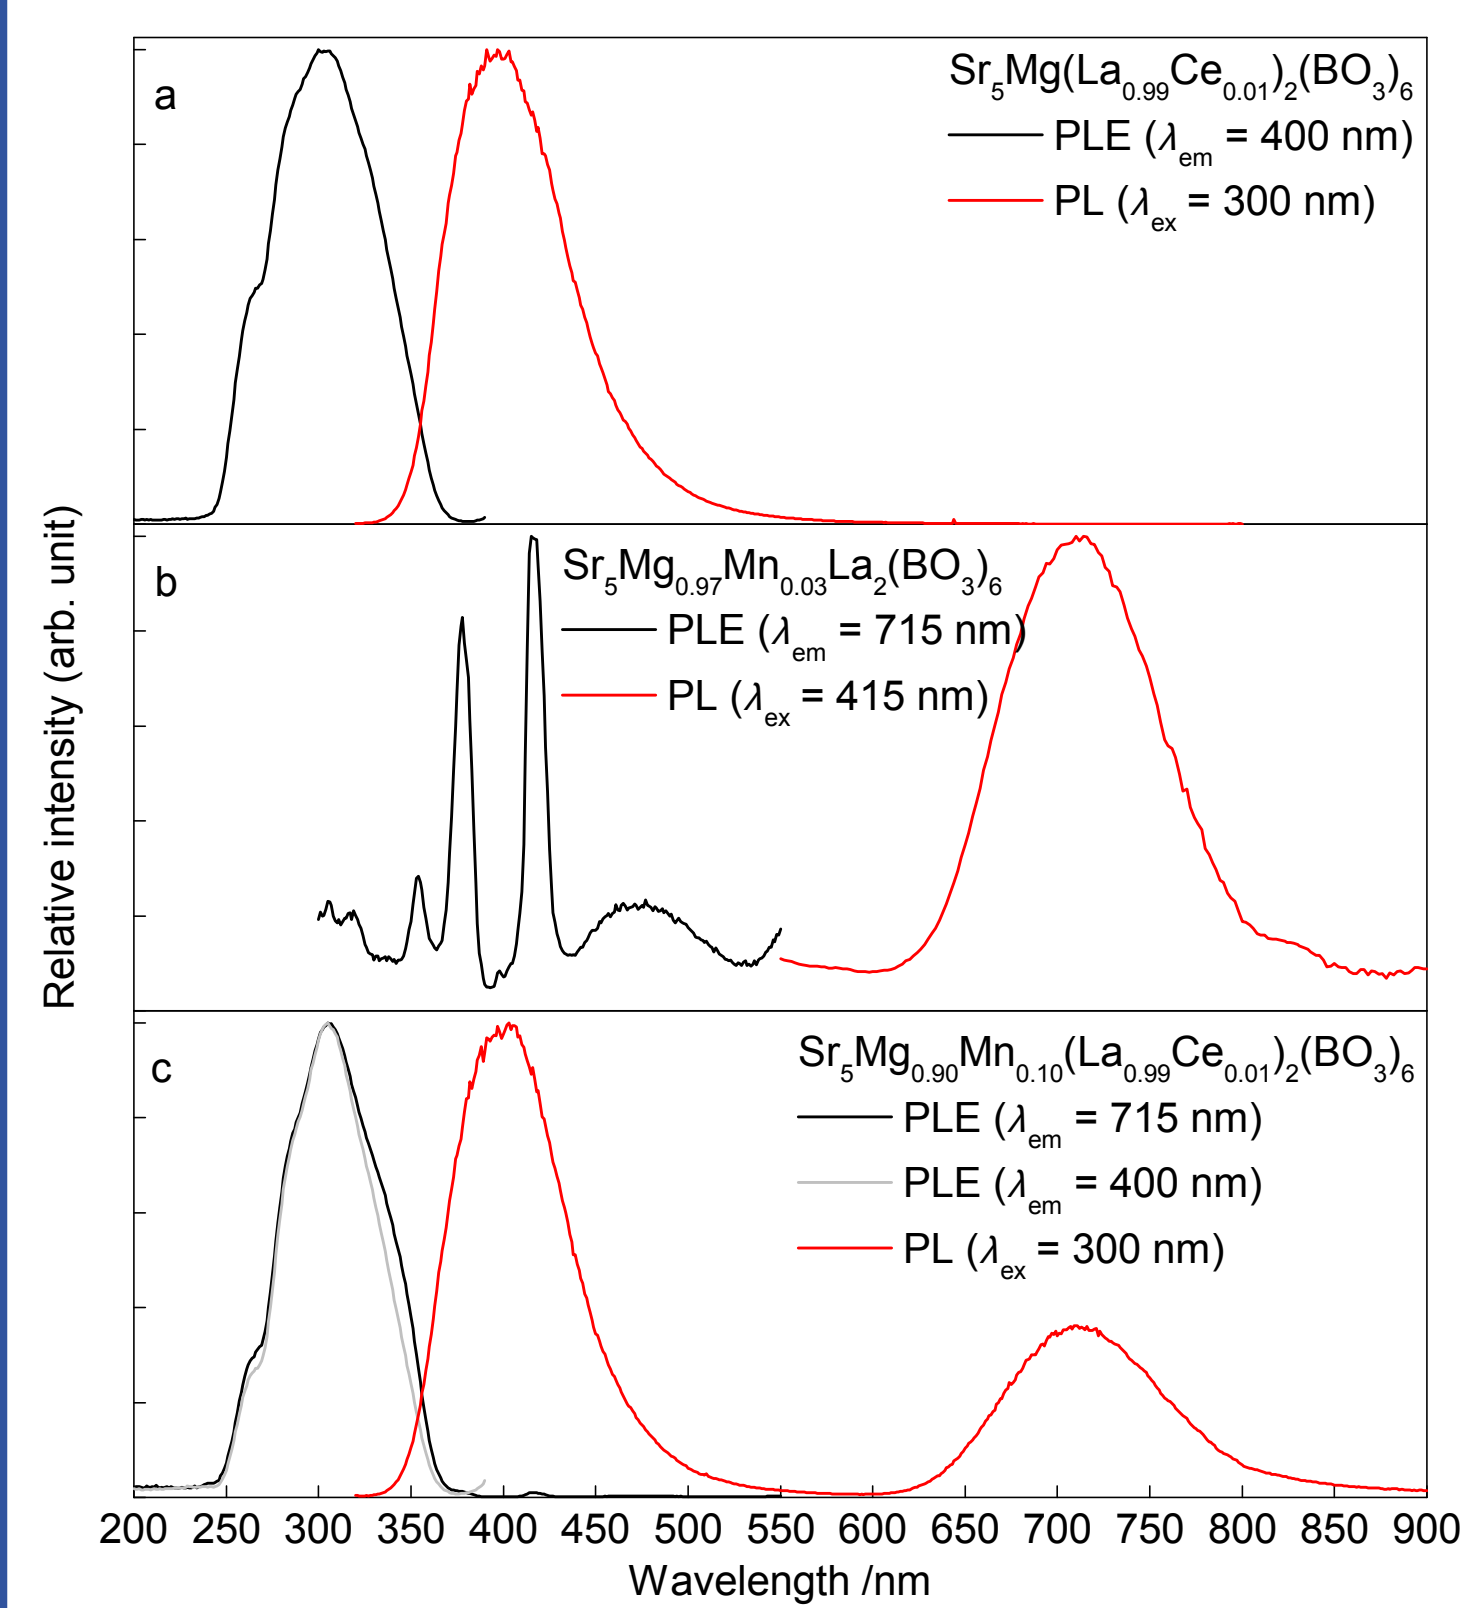 a
Sr5Mg(La0.99Ce0.01)2(BO3)6
PLE (λem = 400 nm)
PL (λex = 300 nm)
b
Sr5Mg0.97Mn0.03La2(BO3)6
PLE (λem = 715 nm)
PL (λex = 415 nm)
c
Sr5Mg0.90Mn0.10(La0.99Ce0.01)2(BO3)6
PLE (λem = 715 nm)
PLE (λem = 400 nm)
PL (λex = 300 nm)
Relative intensity (arb. unit)
200 250 300 350 400 450 500 550 600 650 700 750 800 850 900
Wavelength /nm